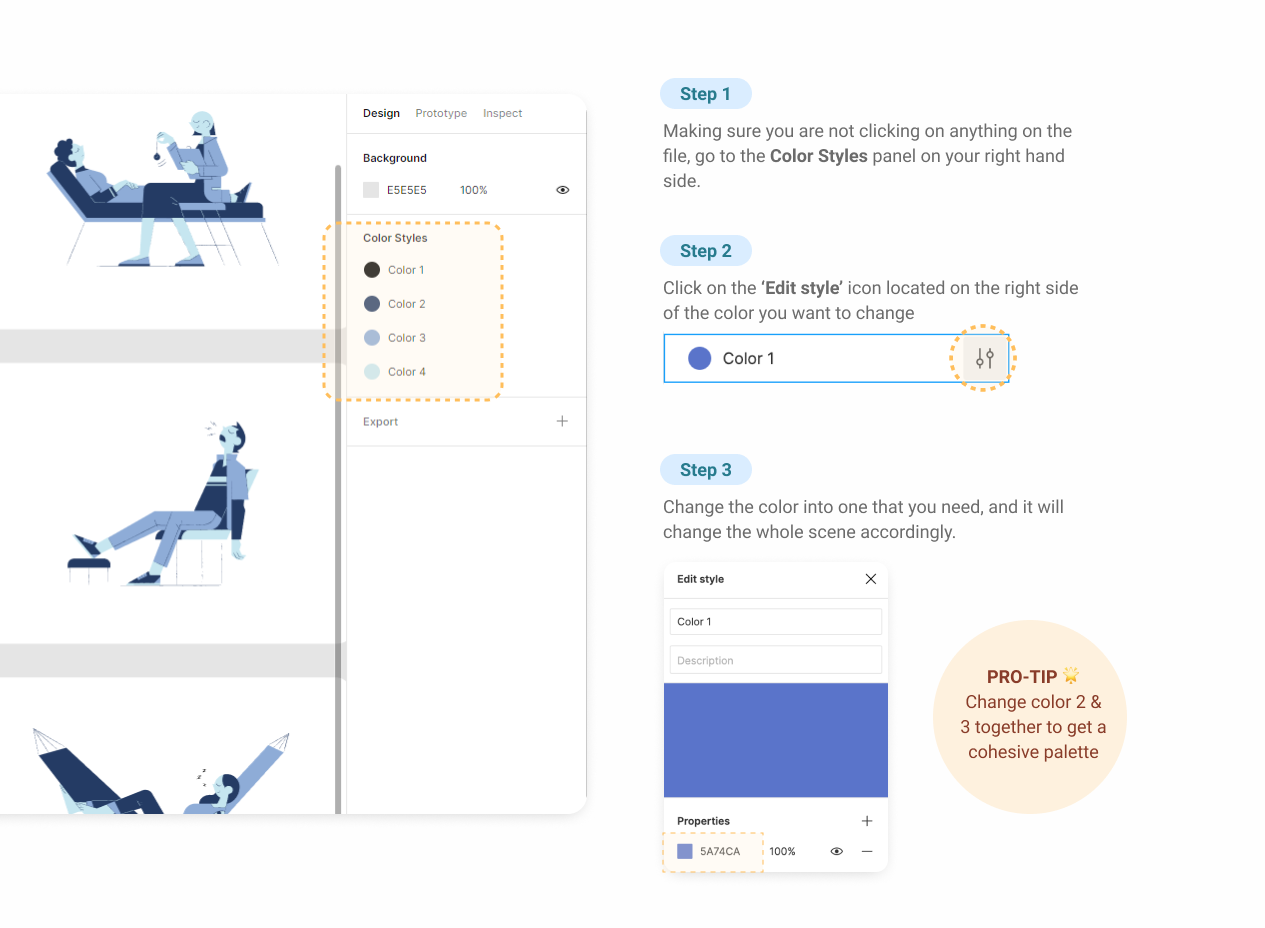 Design Prototype Inspect
Background
E5E5E5 100%
Color Styles
Color 1
Color 2
Color 3
Color 4
Export
Step 1
Making sure you are not clicking on anything on the
file, go to the Color Styles panel on your right hand
side.
Step 2
Click on the ‘Edit style’ icon located on the right side
of the color you want to change
Color 1
Step 3
Change the color into one that you need, and it will
change the whole scene accordingly.
Edit style
Color 1
Description
Properties
5A74CA 100%
PRO-TIP 🌟
Change color 2 &
3 together to get a
cohesive palette
z
z
z